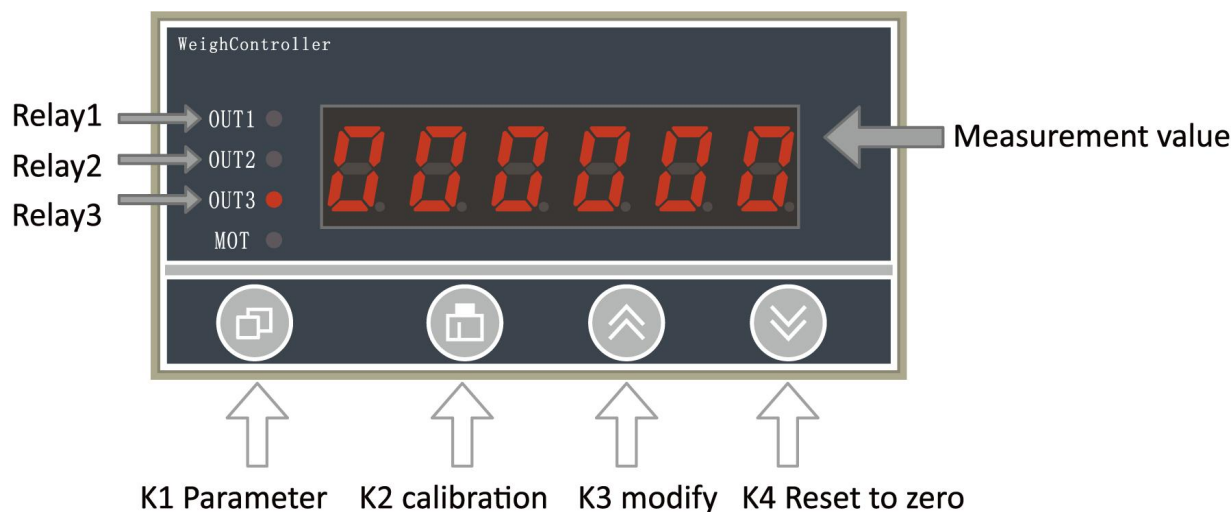 WeighController
Relay1
OUT1
Relay2
OUT2
Relay3
OUT3
MOT
000000
Measurement value
K1 Parameter
K2 calibration
K3 modify
K4 Reset to zero